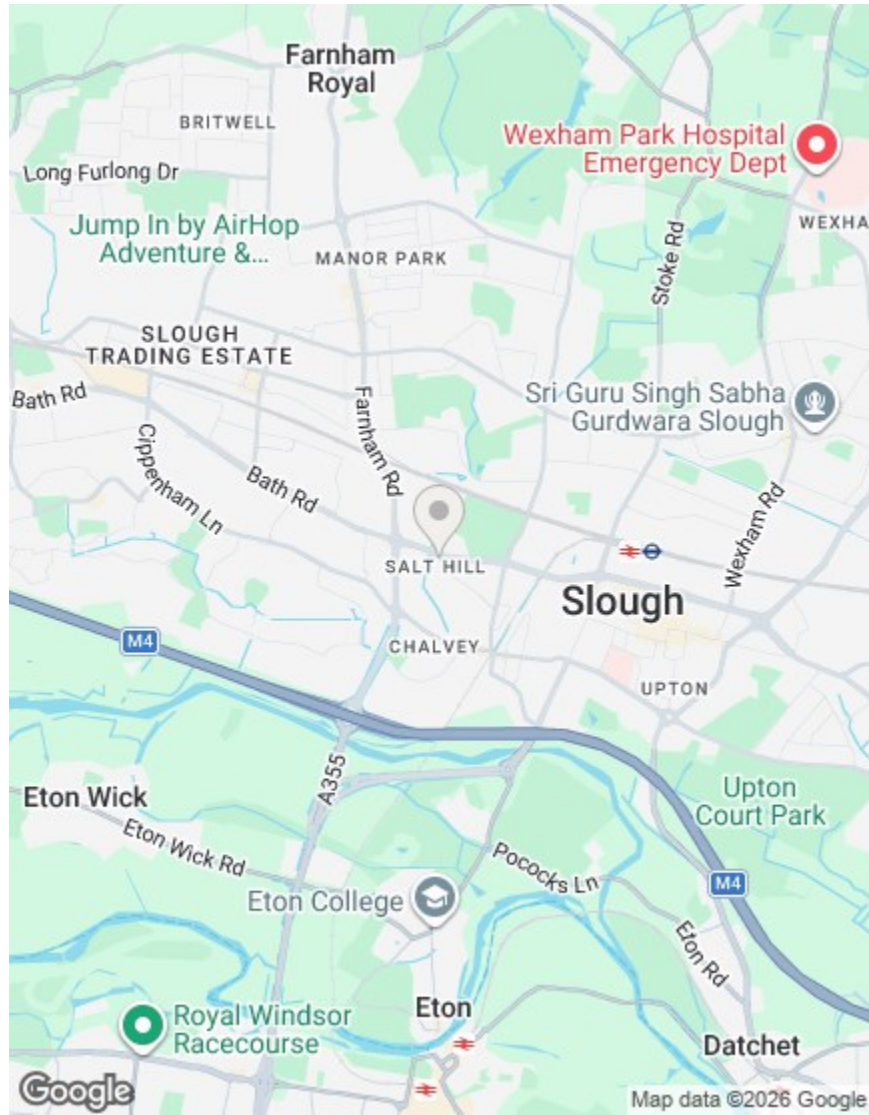 Farnham
Royal
BRITWELL
Wexham Park Hospital
Emergency Dept
Long Furlong Dr
WEXHA
Jump In by AirHop
Adventure &...
MANOR PARK
Stoke Rd
SLOUGH
TRADING ESTATE
Bath Rd
Farnham Rd
Sri Guru Singh Sabha
Gurdwara Slough
Cippenham Ln
Bath Rd
Wexham Rd
SALT HILL
Slough
M4
CHALVEY
UPTON
A355
Eton Wick
Upton
Court Park
Eton Wick Rd
Pococks Ln
M4
Eton College
Eton Rd
Eton
Royal Windsor
Racecourse
Datchet
Google
Map data ©2026 Google